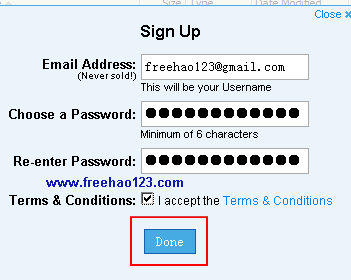 Size Type Date Modified
Close ×
Sign Up
Email Address: freehao123@gmail.com
(Never sold!)
This will be your Username
Choose a Password: ●●●●●●●●●●●●
Minimum of 6 characters
Re-enter Password: ●●●●●●●●●●●●
www.freehao123.com
Terms & Conditions: I accept the Terms & Conditions
Done